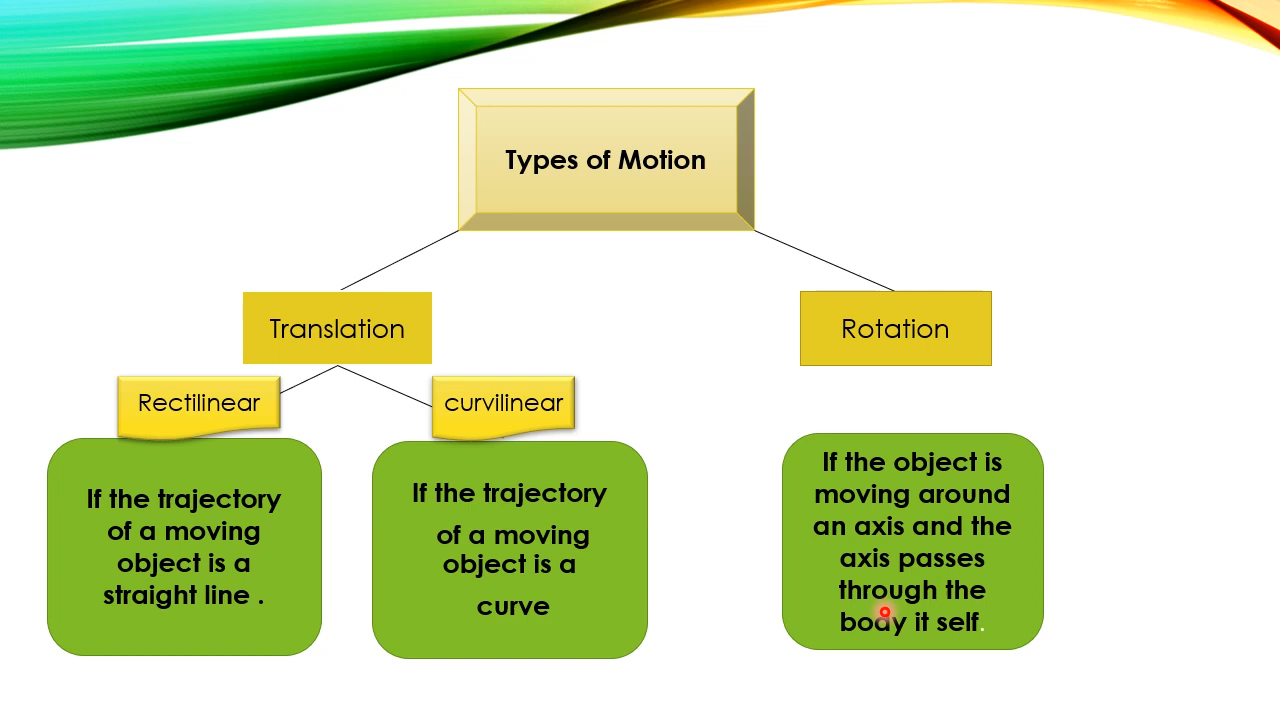 Types of Motion
Translation
Rotation
Rectilinear
curvilinear
If the trajectory
of a moving
object is a
straight line .
If the trajectory
of a moving
object is a
curve
If the object is
moving around
an axis and the
axis passes
through the
body it self.